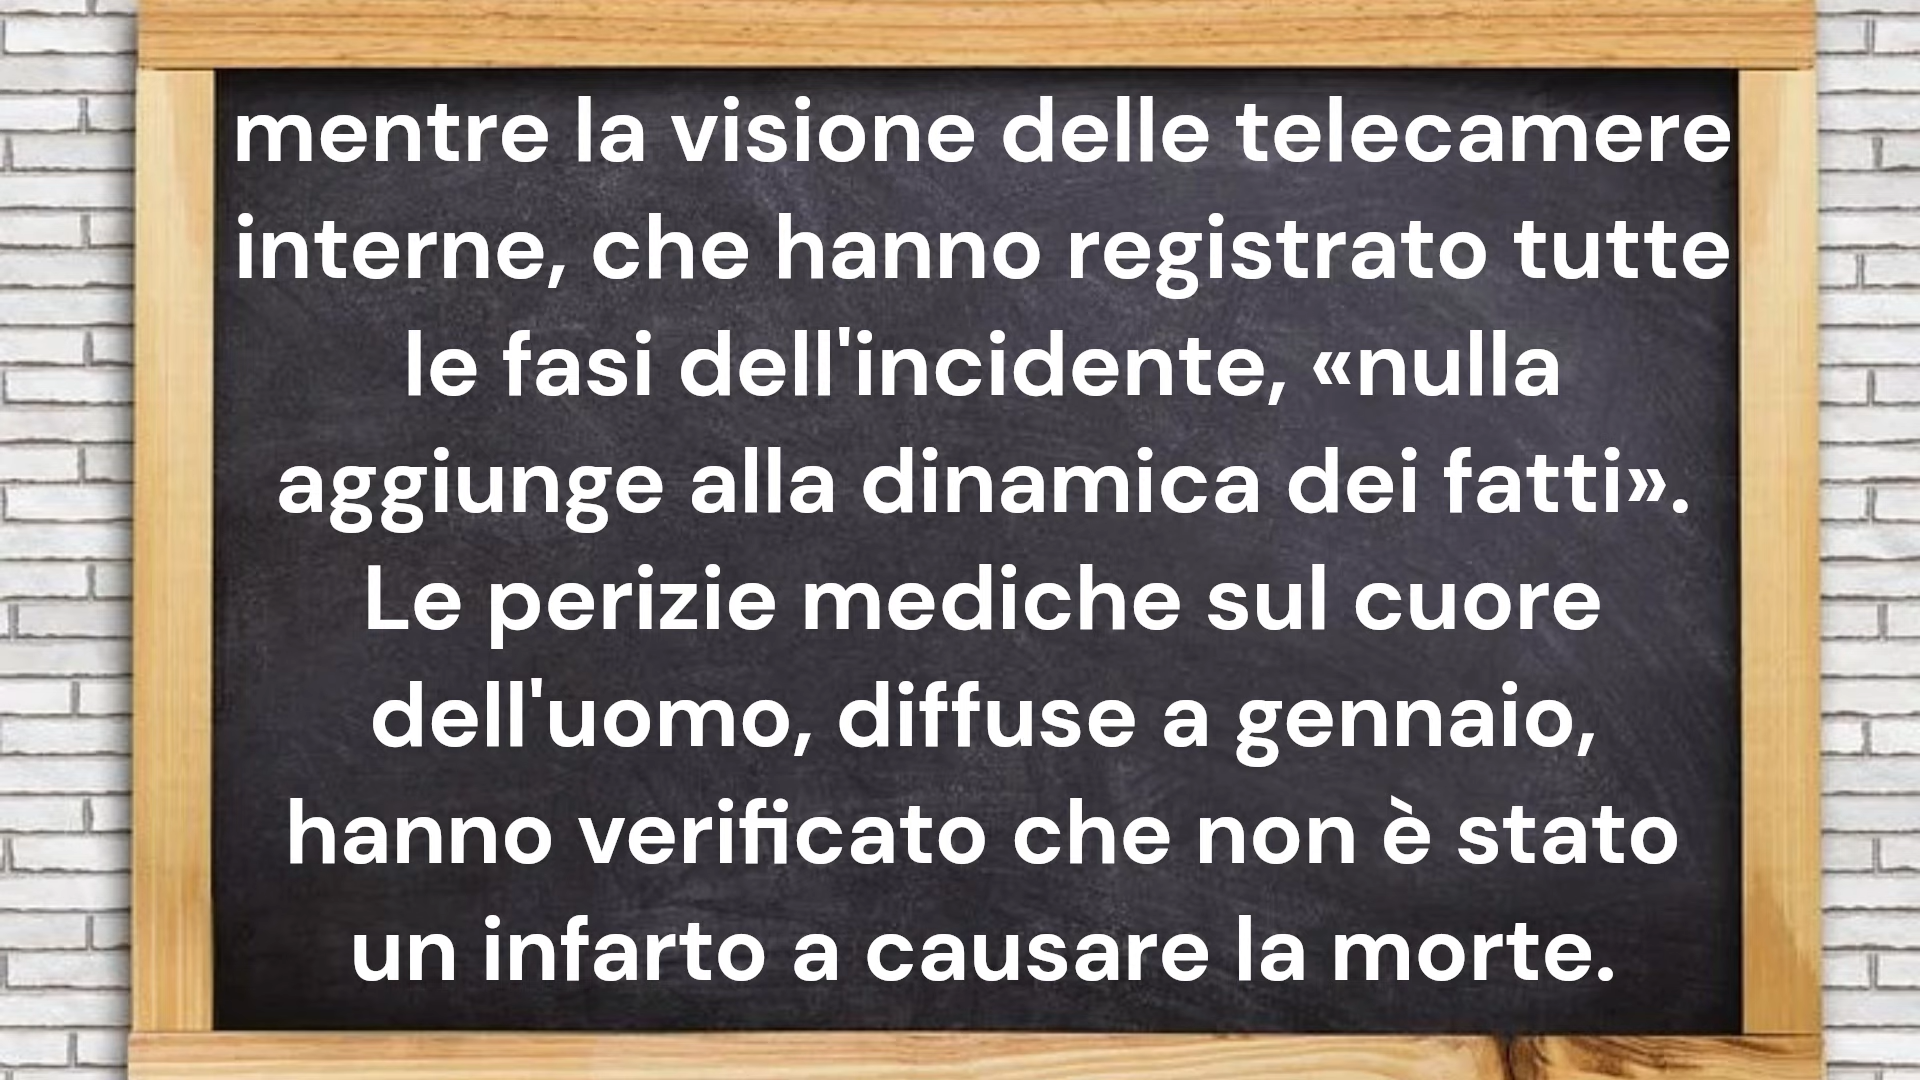 mentre la visione delle telecamere
interne, che hanno registrato tutte
le fasi dell'incidente, «nulla
aggiunge alla dinamica dei fatti».
Le perizie mediche sul cuore
dell'uomo, diffuse a gennaio,
hanno verificato che non è stato
un infarto a causare la morte.